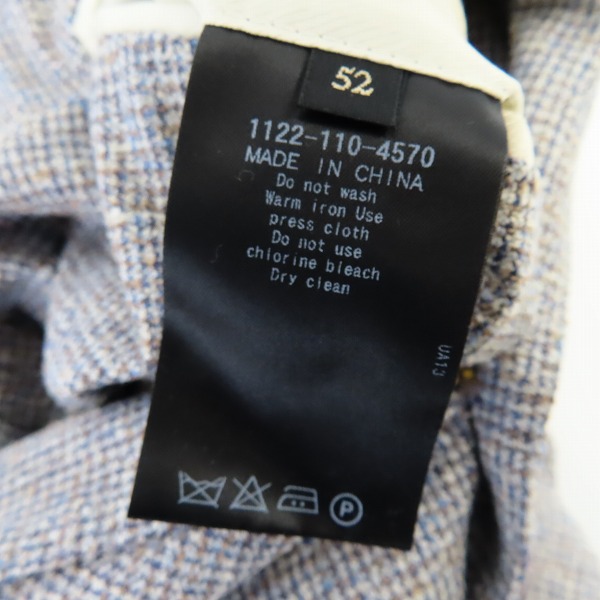 52
1122-110-4570
MADE IN CHINA
Do not wash
Warm iron Use
press cloth
Do not use
chlorine bleach
Dry clean
UA13
P